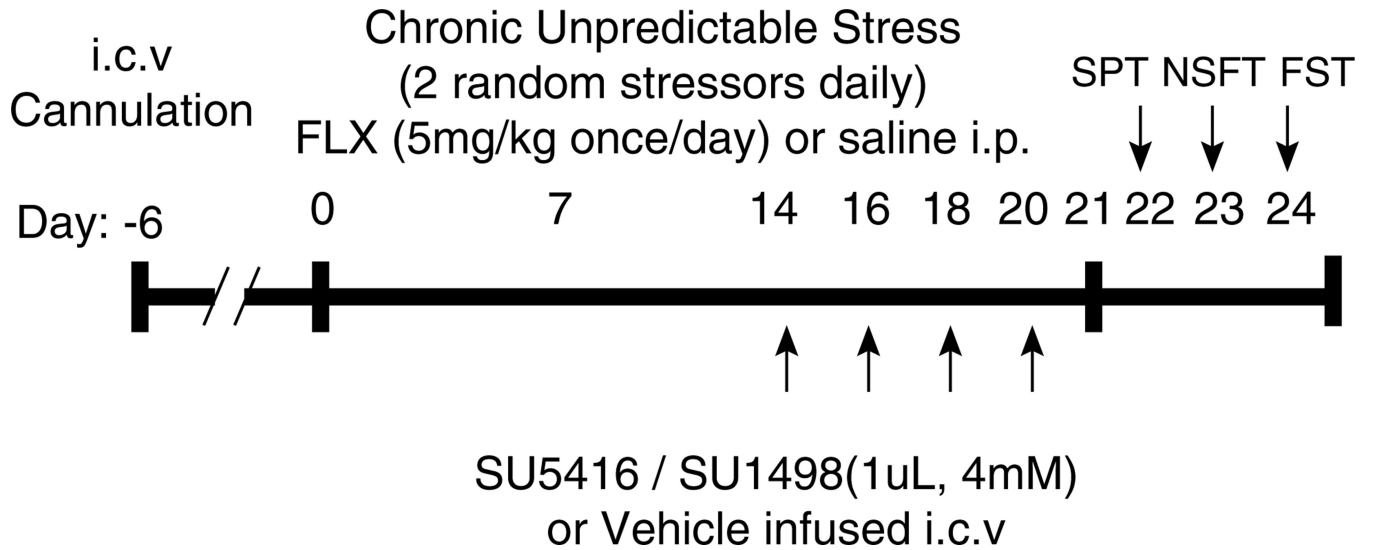 i.c.v
Cannulation
Chronic Unpredictable Stress
(2 random stressors daily)
FLX (5mg/kg once/day) or saline i.p.
SPT NSFT FST
Day: -6 0 7 14 16 18 20 21 22 23 24
SU5416 / SU1498(1uL, 4mM)
or Vehicle infused i.c.v